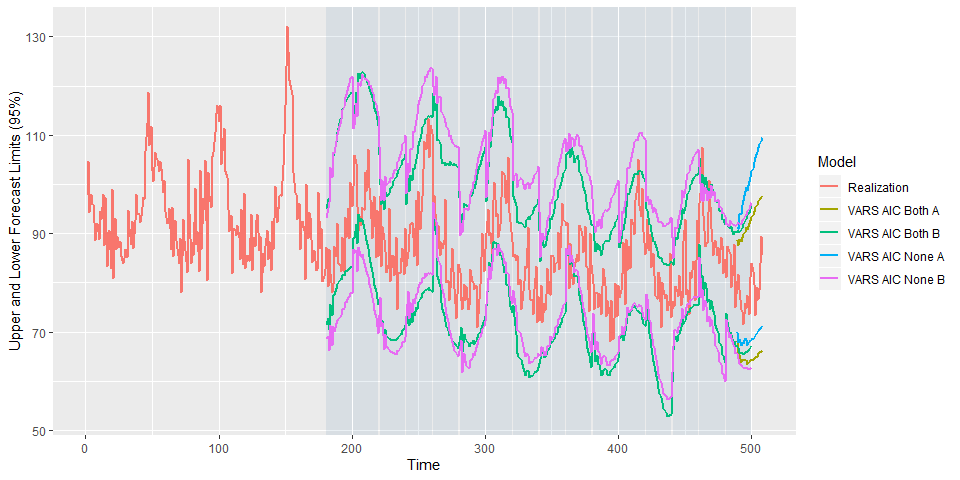 Upper and Lower Forecast Limits (95%)
130
110
90
70
50
0
100
200
300
400
500
Time
Model
Realization
VARS AIC Both A
VARS AIC Both B
VARS AIC None A
VARS AIC None B